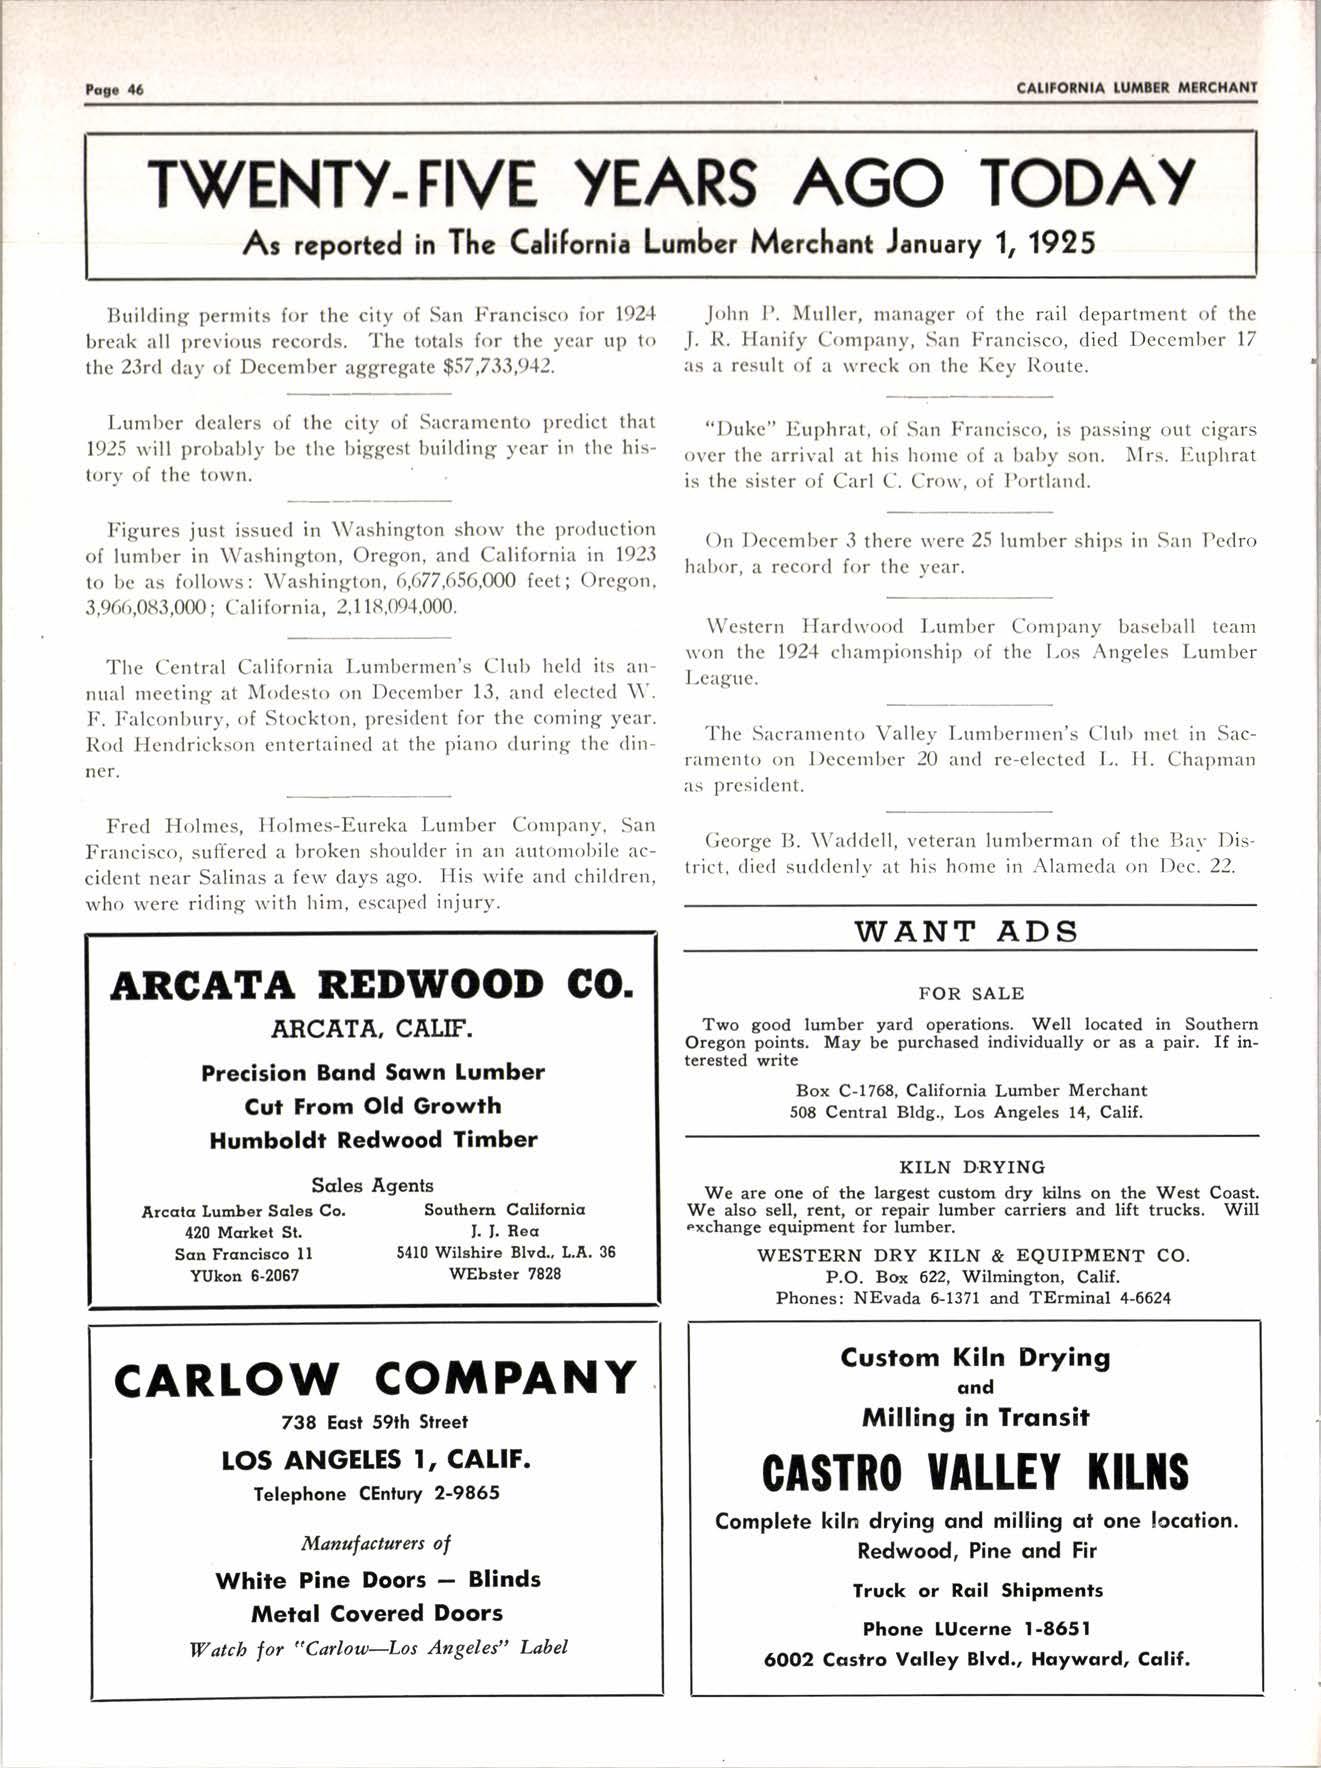 Page 46
CALIFORNIA LUMBER MERCHANT
TWENTY-FIVE YEARS AGO TODAY
As reported in The California Lumber Merchant January 1, 1925
Building permits for the city of San Francisco for 1924
break all previous records. The totals for the year up to
the 23rd day of December aggregate $57,733,942.
Lumber dealers of the city of Sacramento predict that
1925 will probably be the biggest building year in the his-
tory of the town.
Figures just issued in Washington show the production
of lumber in Washington, Oregon, and California in 1923
to be as follows: Washington, 6,677,656,000 feet; Oregon,
3,966,083,000; California, 2,118,094,000.
The Central California Lumbermen's Club held its an-
nual meeting at Modesto on December 13, and elected W.
F. Falconbury, of Stockton, president for the coming year.
Rod Hendrickson entertained at the piano during the din-
ner.
Fred Holmes, Holmes-Eureka Lumber Company, San
Francisco, suffered a broken shoulder in an automobile ac-
cident near Salinas a few days ago. His wife and children,
who were riding with him, escaped injury.
John P. Muller, manager of the rail department of the
J. R. Hanify Company, San Francisco, died December 17
as a result of a wreck on the Key Route.
"Duke" Euphrat, of San Francisco, is passing out cigars
over the arrival at his home of a baby son. Mrs. Euphrat
is the sister of Carl C. Crow, of Portland.
On December 3 there were 25 lumber ships in San Pedro
habor, a record for the year.
Western Hardwood Lumber Company baseball team
won the 1924 championship of the Los Angeles Lumber
League.
The Sacramento Valley Lumbermen's Club met in Sac-
ramento on December 20 and re-elected L. H. Chapman
as president.
George B. Waddell, veteran lumberman of the Bay Dis-
trict, died suddenly at his home in Alameda on Dec. 22.
ARCATA REDWOOD CO.
ARCATA, CALIF.
Precision Band Sawn Lumber
Cut From Old Growth
Humboldt Redwood Timber
Sales Agents
Arcata Lumber Sales Co.
420 Market St.
San Francisco 11
YUkon 6-2067
Southern California
J. J. Rea
5410 Wilshire Blvd., L.A. 36
WEbster 7828
CARLOW COMPANY
738 East 59th Street
LOS ANGELES 1, CALIF.
Telephone CEntury 2-9865
Manufacturers of
White Pine Doors — Blinds
Metal Covered Doors
Watch for "Carlow—Los Angeles" Label
WANT ADS
FOR SALE
Two good lumber yard operations. Well located in Southern
Oregon points. May be purchased individually or as a pair. If in-
terested write
Box C-1768, California Lumber Merchant
508 Central Bldg., Los Angeles 14, Calif.
KILN DRYING
We are one of the largest custom dry kilns on the West Coast.
We also sell, rent, or repair lumber carriers and lift trucks. Will
exchange equipment for lumber.
WESTERN DRY KILN & EQUIPMENT CO.
P.O. Box 622, Wilmington, Calif.
Phones: NEvada 6-1371 and TErminal 4-6624
Custom Kiln Drying
and
Milling in Transit
CASTRO VALLEY KILNS
Complete kiln drying and milling at one location.
Redwood, Pine and Fir
Truck or Rail Shipments
Phone LUcerne 1-8651
6002 Castro Valley Blvd., Hayward, Calif.